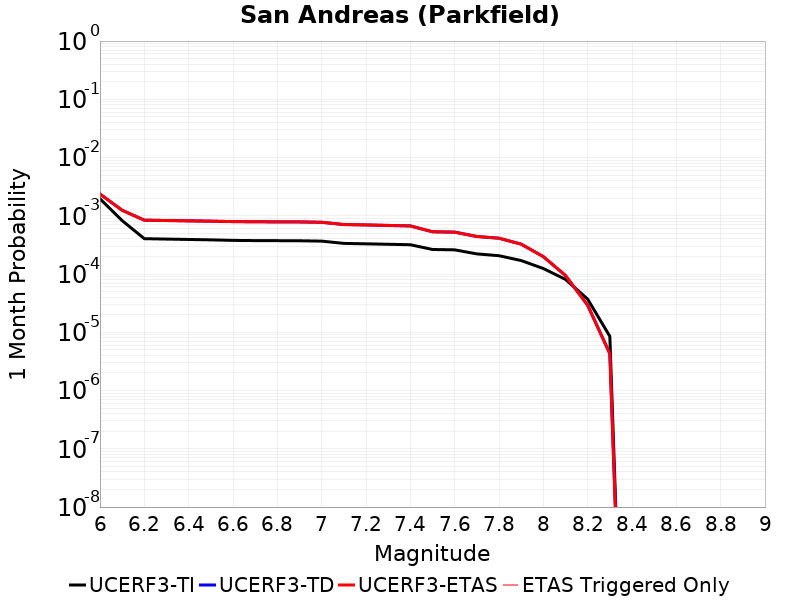 San Andreas (Parkfield)
10^0
10^-1
10^-2
10^-3
10^-4
10^-5
10^-6
10^-7
10^-8
1 Month Probability
6 6.2 6.4 6.6 6.8 7 7.2 7.4 7.6 7.8 8 8.2 8.4 8.6 8.8 9
Magnitude
UCERF3-TI UCERF3-TD UCERF3-ETAS ETAS Triggered Only